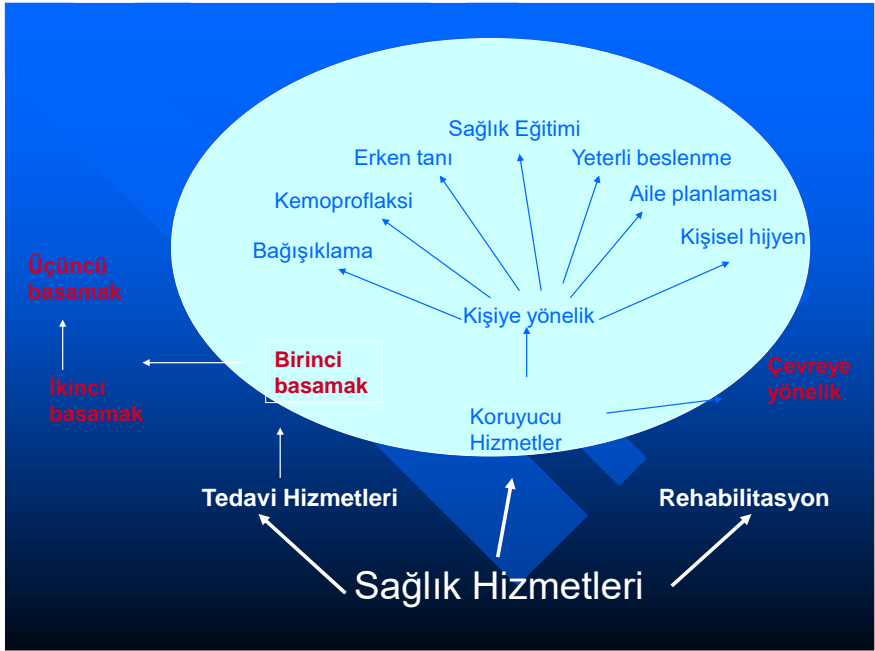 Sağlık Eğitimi
Erken tanı
Yeterli beslenme
Kemoproflaksi
Aile planlaması
Bağışıklama
Kişisel hijyen
Üçüncü
basamak
Kişiye yönelik
Birinci
basamak
Çevreye
yönelik
İkinci
basamak
Koruyucu
Hizmetler
Tedavi Hizmetleri
Rehabilitasyon
Sağlık Hizmetleri